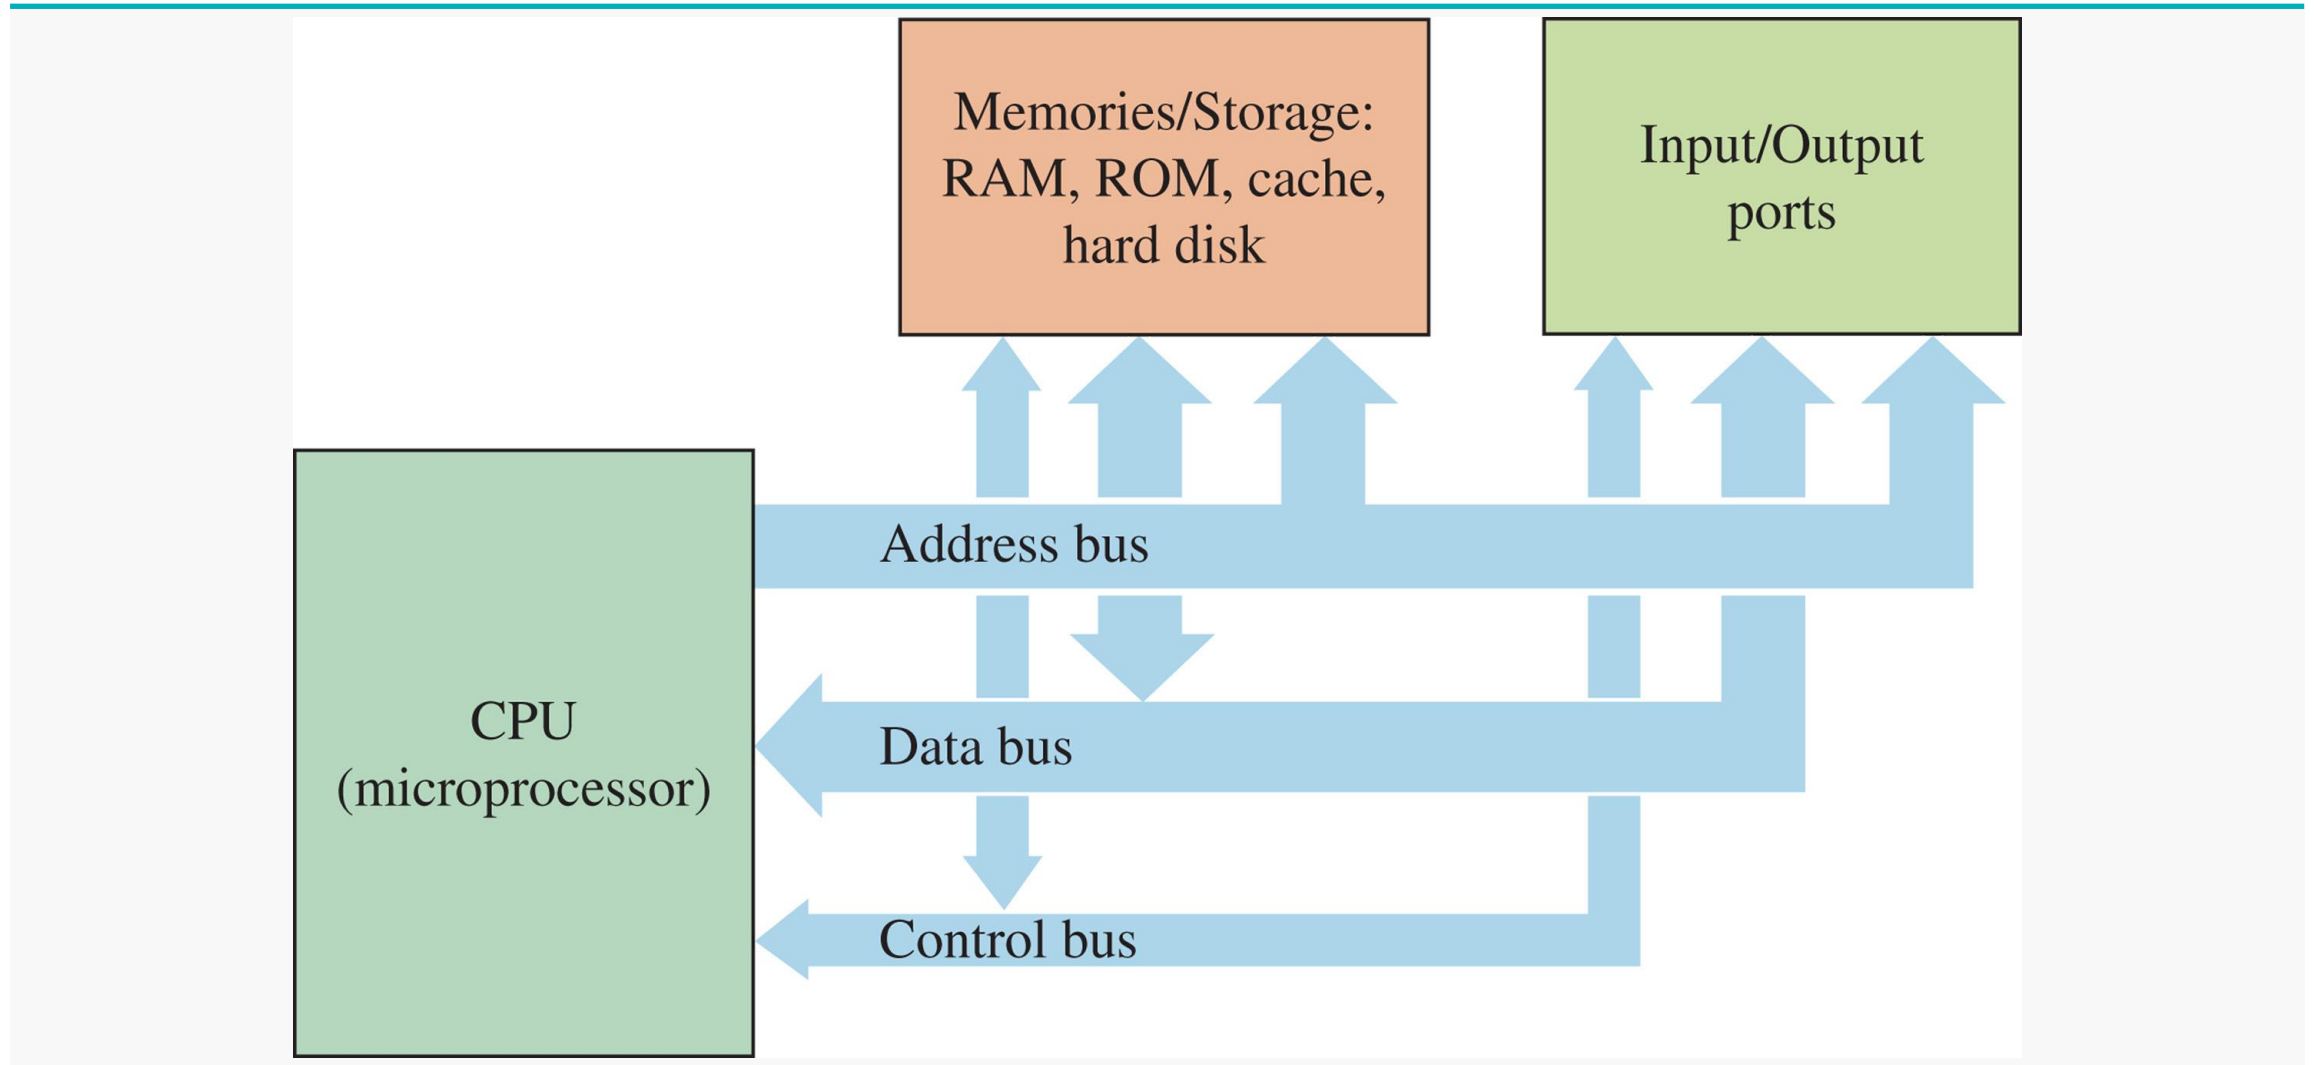 Memories/Storage:
RAM, ROM, cache,
hard disk
Input/Output
ports
Address bus
CPU
(microprocessor)
Data bus
Control bus